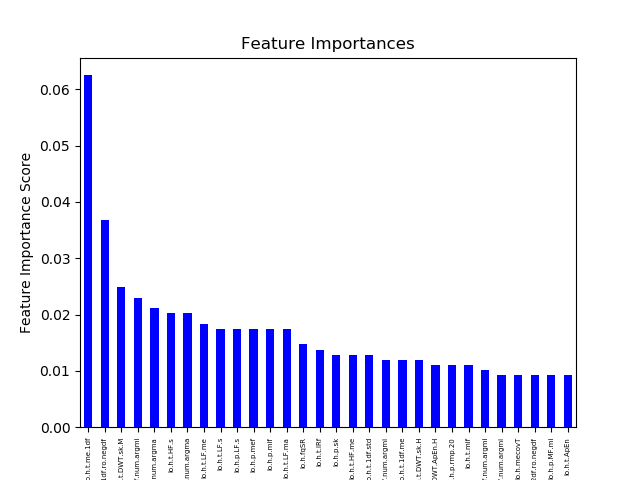 Feature Importances
Feature Importance Score
0.06
0.05
0.04
0.03
0.02
0.01
0.00
lo.h.t.me.1df
1df.ro.negdf
.t.DWT.sk.M
.num.argmi
.num.argma
lo.h.t.HF.s
.num.argma
lo.h.t.LF.me
lo.h.t.LF.s
lo.h.p.LF.s
lo.h.p.mef
lo.h.p.mif
lo.h.t.LF.ma
lo.h.fqSR
lo.h.t.IRf
lo.h.p.sk
lo.h.t.HF.me
lo.h.t.1df.std
.num.argmi
o.h.t.1df.me
.t.DWT.sk.H
DWT.ApEn.H
.h.p.rmp.20
lo.h.t.mif
.num.argmi
.num.argmi
lo.h.mecovT
2df.ro.negdf
lo.h.p.MF.mi
lo.h.t.ApEn